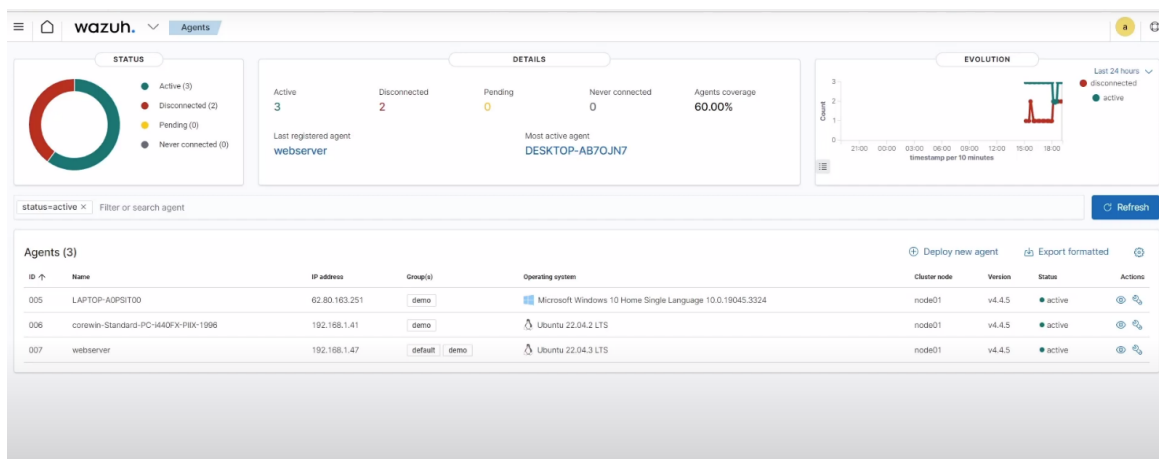 wazuh. Agents a
STATUS
Active (3)
Disconnected (2)
Pending (0)
Never connected (0)
DETAILS
Active Disconnected Pending Never connected Agents coverage
3 2 0 0 60.00%
Last registered agent Most active agent
webserver DESKTOP-AB7OJN7
EVOLUTION
Last 24 hours
disconnected
active
Count
3
2
1
0
21:00 00:00 03:00 06:00 09:00 12:00 15:00 18:00
timestamp per 10 minutes
status=active × Filter or search agent Refresh
Agents (3) Deploy new agent Export formatted
ID ↑ Name IP address Group(s) Operating system Cluster node Version Status Actions
005 LAPTOP-A0PSIT00 62.80.163.251 demo Microsoft Windows 10 Home Single Language 10.0.19045.3324 node01 v4.4.5 active
006 corewin-Standard-PC-i440FX-PIIX-1996 192.168.1.41 demo Ubuntu 22.04.2 LTS node01 v4.4.5 active
007 webserver 192.168.1.47 default demo Ubuntu 22.04.3 LTS node01 v4.4.5 active